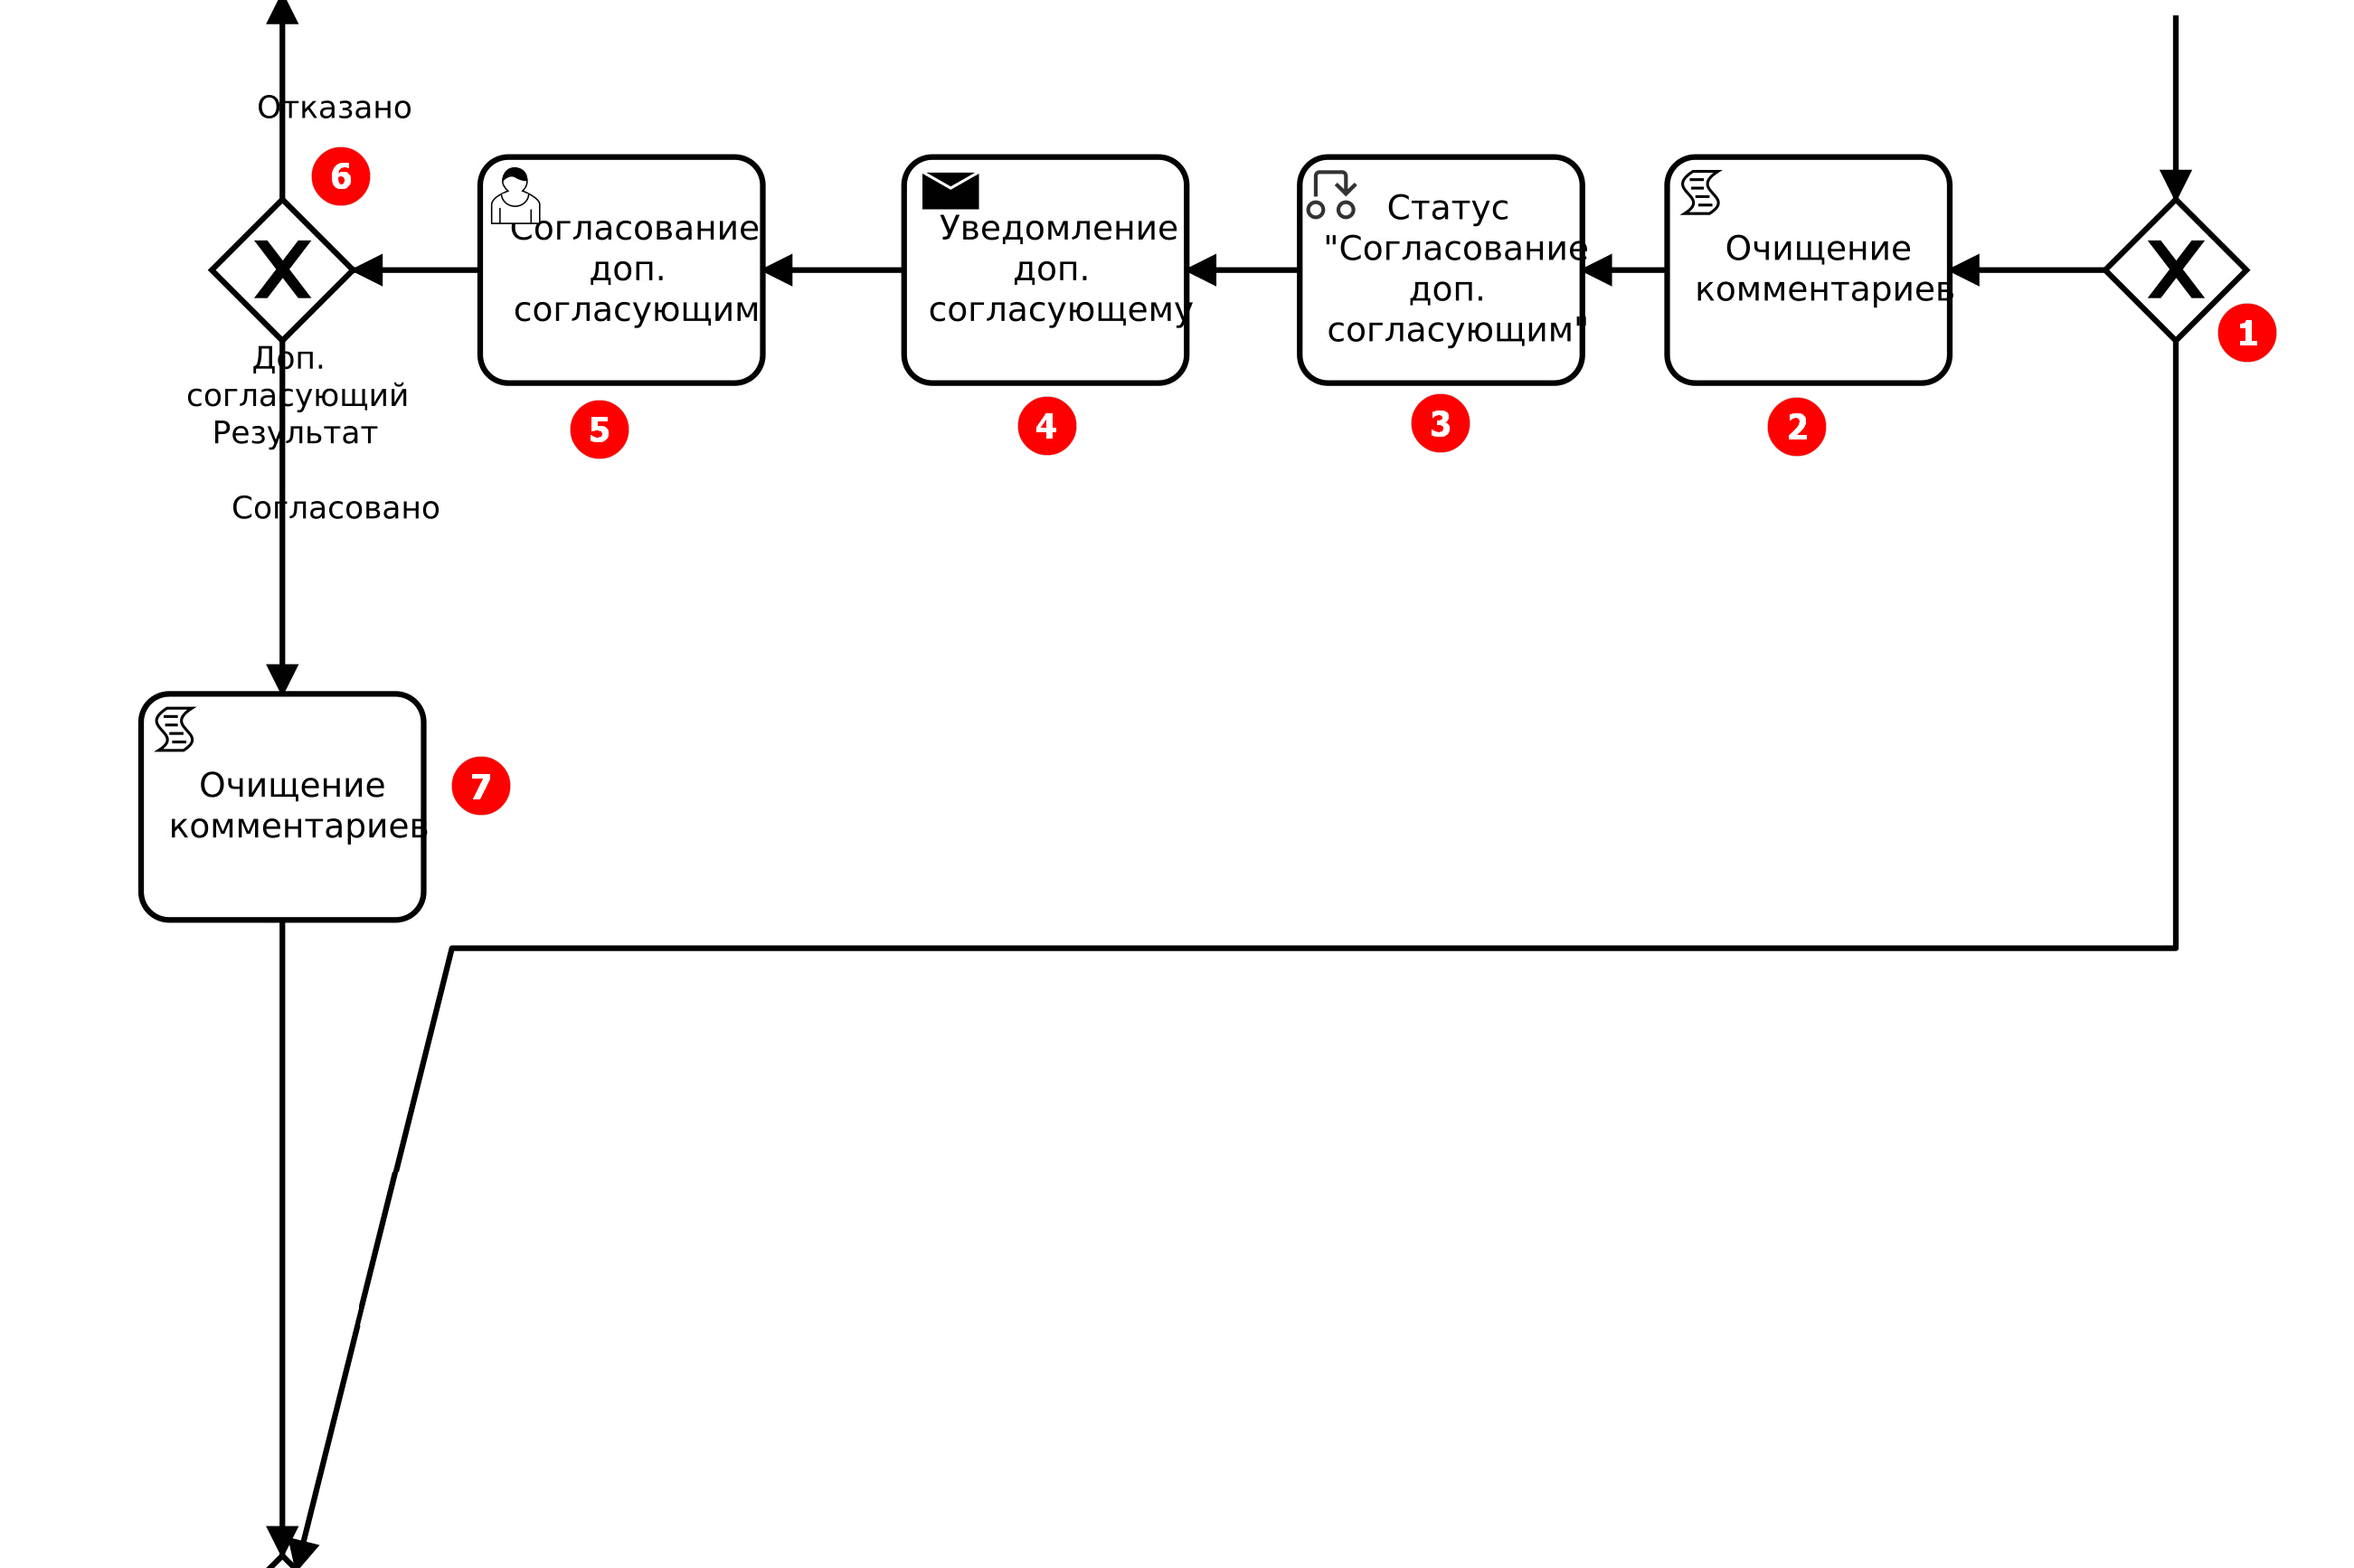 Отказано
6
Согласование
доп.
согласующим
Уведомление
доп.
согласующему
Статус
"Согласование
доп.
согласующим"
Очищение
комментариев
1
Доп.
согласующий
Результат
5
4
3
2
Согласовано
Очищение
комментариев
7